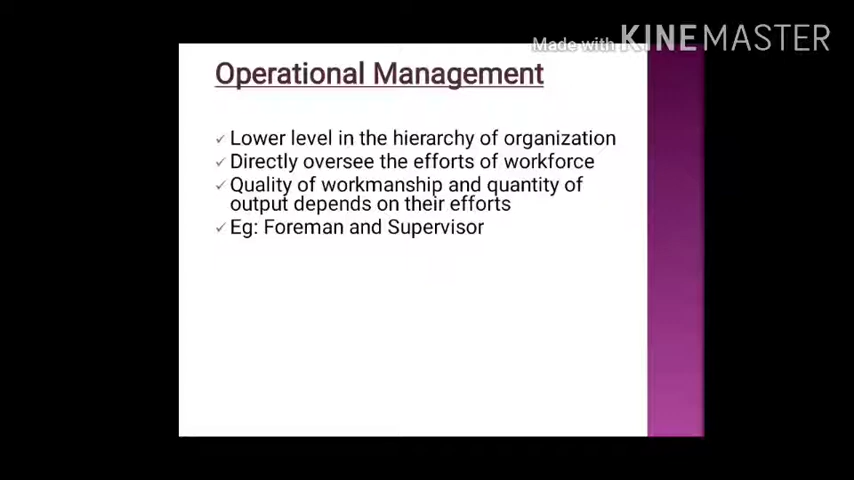 Made with KINEMASTER
Operational Management
✓ Lower level in the hierarchy of organization
✓ Directly oversee the efforts of workforce
✓ Quality of workmanship and quantity of
output depends on their efforts
✓ Eg: Foreman and Supervisor